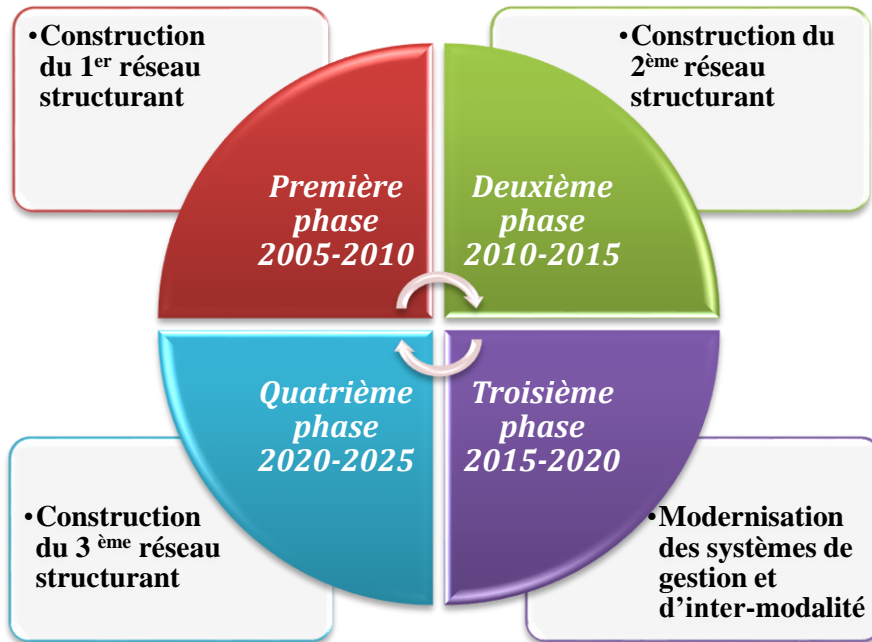 •Construction
du 1er réseau
structurant
Première
phase
2005-2010
•Construction du
2ème réseau
structurant
Deuxième
phase
2010-2015
•Modernisation
des systèmes de
gestion et
d’inter-modalité
Troisième
phase
2015-2020
•Construction
du 3 ème réseau
structurant
Quatrième
phase
2020-2025